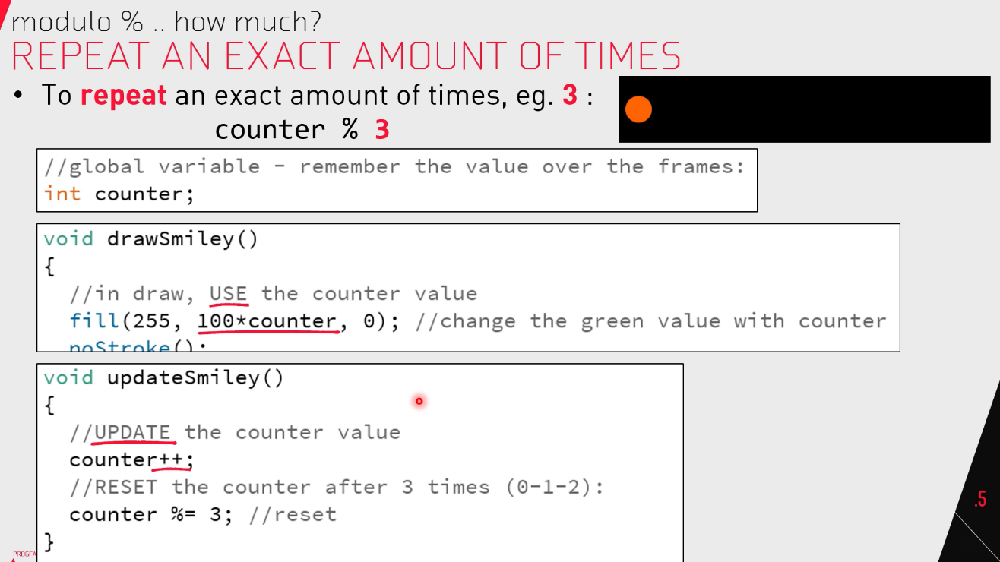 modulo % .. how much?
REPEAT AN EXACT AMOUNT OF TIMES
• To repeat an exact amount of times, eg. 3 :
counter % 3
//global variable - remember the value over the frames:
int counter;
void drawSmiley()
{
//in draw, USE the counter value
fill(255, 100*counter, 0); //change the green value with counter
noStroke();
void updateSmiley()
{
//UPDATE the counter value
counter++;
//RESET the counter after 3 times (0-1-2):
counter %= 3; //reset
}
.5
PROGFA